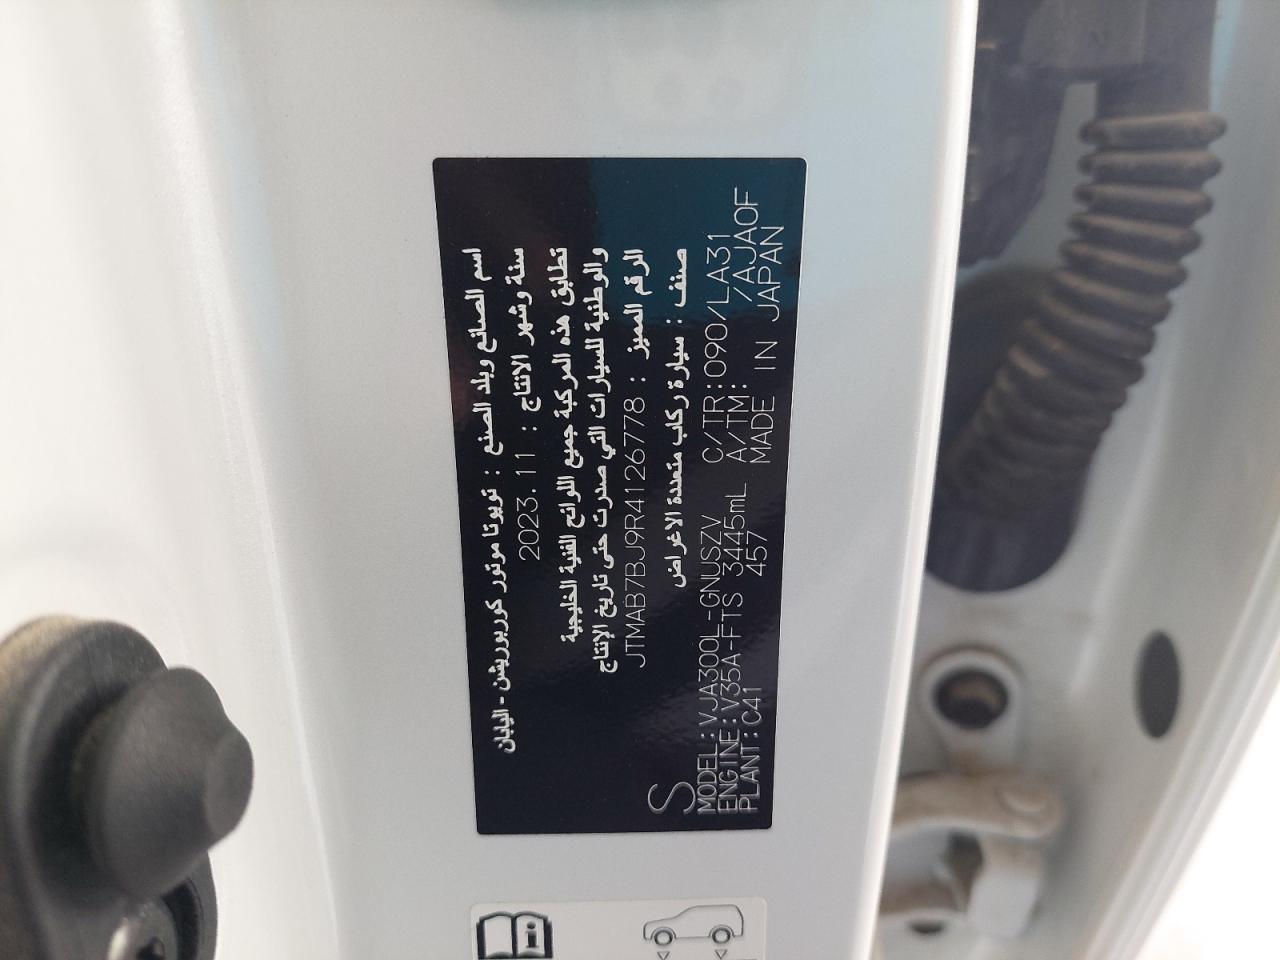 اسم الصانع وبلد الصنع : تويوتا موتور كوربوريشن - اليابان
سنة وشهر الانتاج : 2023.11
تطابق هذه المركبة جميع اللوائح الفنية الخليجية
والوطنية للسيارات التي صدرت حتى تاريخ الإنتاج
الرقم المميز : JTMAB7BJ9R4126778
صنف : سيارة ركاب متعددة الاغراض
S
MODEL:VJA300L-GNUSZV C/TR:090/LA31
ENGINE:V35A-FTS 3445mL A/TM: /AJA0F
PLANT:C41 457 MADE IN JAPAN
i